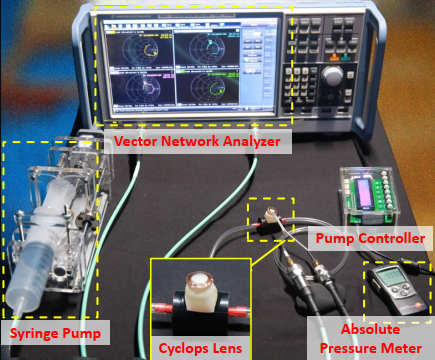 Vector Network Analyzer
Pump Controller
Syringe Pump
Cyclops Lens
Absolute
Pressure Meter